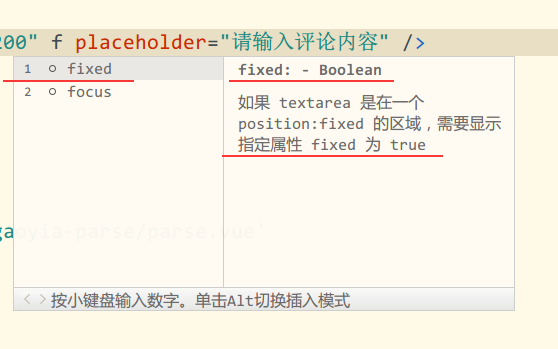 200" f placeholder="请输入评论内容" />
1 fixed
2 focus
fixed: - Boolean
如果 textarea 是在一个
position:fixed 的区域，需要显示
指定属性 fixed 为 true
gaoyia-parse/parse.vue'
按小键盘输入数字。单击Alt切换插入模式